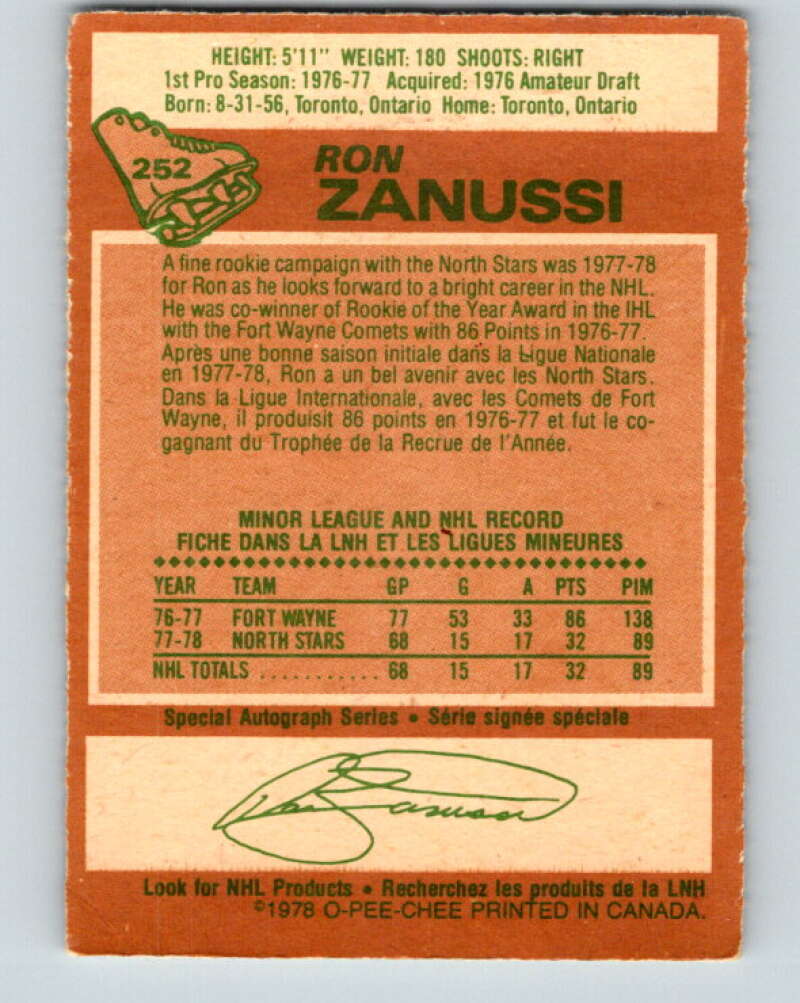 HEIGHT: 5'11" WEIGHT: 180 SHOOTS: RIGHT
1st Pro Season: 1976-77 Acquired: 1976 Amateur Draft
Born: 8-31-56, Toronto, Ontario Home: Toronto, Ontario
252
RON
ZANUSSI
A fine rookie campaign with the North Stars was 1977-78
for Ron as he looks forward to a bright career in the NHL.
He was co-winner of Rookie of the Year Award in the IHL
with the Fort Wayne Comets with 86 Points in 1976-77.
Après une bonne saison initiale dans la Ligue Nationale
en 1977-78, Ron a un bel avenir avec les North Stars.
Dans la Ligue Internationale, avec les Comets de Fort
Wayne, il produisit 86 points en 1976-77 et fut le co-
gagnant du Trophée de la Recrue de l'Année.
MINOR LEAGUE AND NHL RECORD
FICHE DANS LA LNH ET LES LIGUES MINEURES
YEAR TEAM GP G A PTS PIM
76-77 FORT WAYNE 77 53 33 86 138
77-78 NORTH STARS 68 15 17 32 89
NHL TOTALS ........... 68 15 17 32 89
Special Autograph Series • Série signée spéciale
Ron Zanussi
Look for NHL Products • Recherchez les produits de la LNH
©1978 O-PEE-CHEE PRINTED IN CANADA.